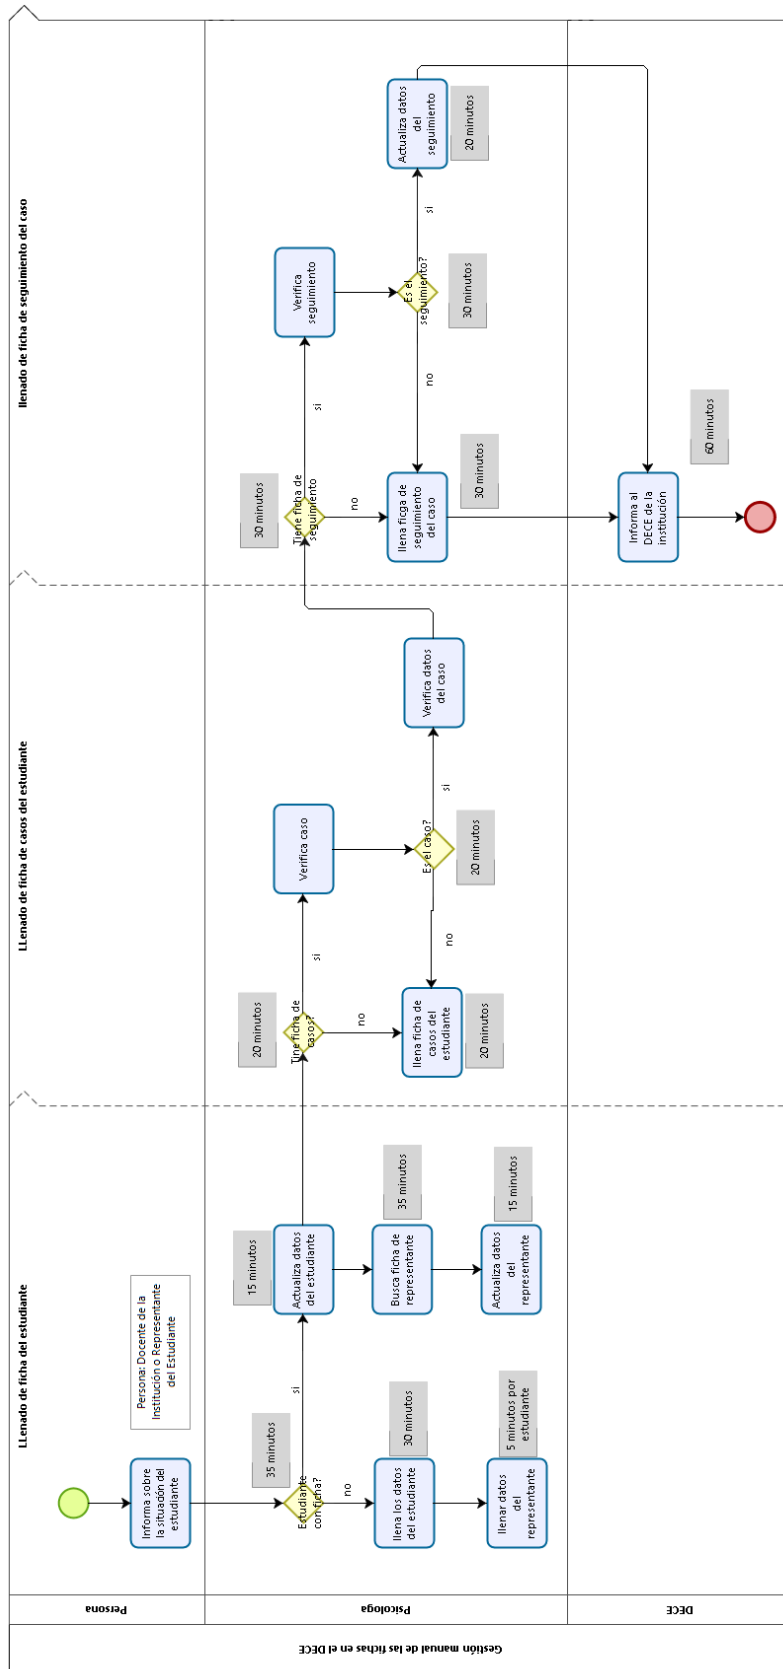 Gestión manual de las fichas en el DECE
Persona
Psicologa
DECE
LLenado de ficha del estudiante
LLenado de ficha de casos del estudiante
llenado de ficha de seguimiento del caso
Informa sobre
la situación del
estudiante
Persona: Docente de la
Institución o Representante
del Estudiante
Estudiante
con ficha?
35 minutos
si
no
llena los datos
del estudiante
30 minutos
llenar datos
del
representante
5 minutos por
estudiante
Actualiza datos
del estudiante
15 minutos
Busca ficha de
representante
35 minutos
Actualiza datos
del
representante
15 minutos
Tine ficha de
casos?
20 minutos
si
no
Verifica caso
llena ficha de
casos del
estudiante
20 minutos
Es el caso?
20 minutos
si
no
Verifica datos
del caso
Tiene ficha de
seguimiento
30 minutos
si
no
Verifica
seguimiento
llena ficga de
seguimiento
del caso
30 minutos
Es el
seguimiento?
30 minutos
si
no
Actualiza datos
del
seguimiento
20 minutos
Informa al
DECE de la
institución
60 minutos